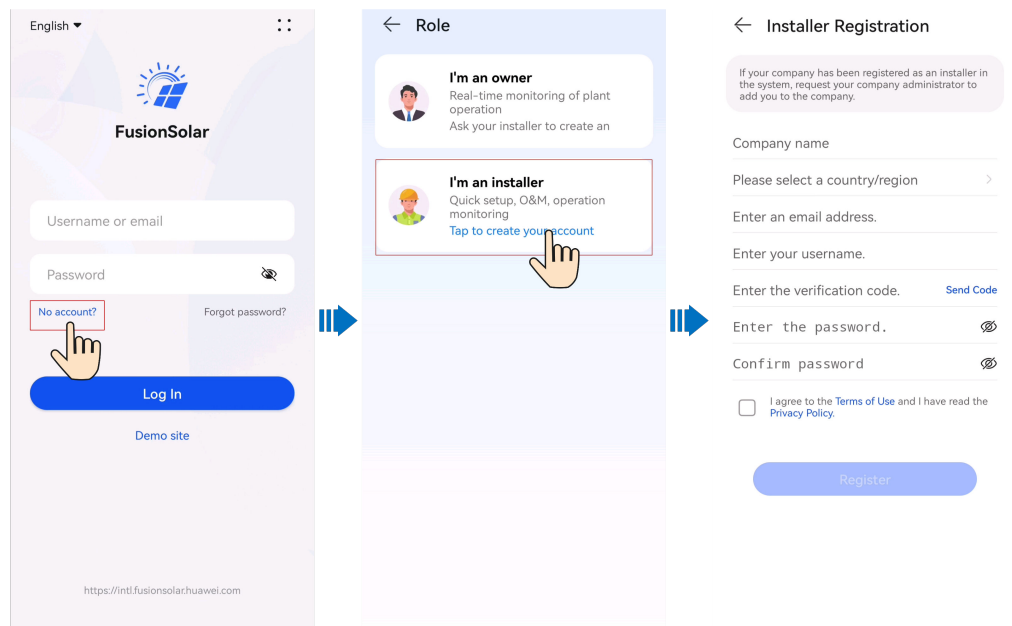 English
FusionSolar
Username or email
Password
No account?
Forgot password?
Log In
Demo site
https://intl.fusionsolar.huawei.com
Role
I'm an owner
Real-time monitoring of plant
operation
Ask your installer to create an
I'm an installer
Quick setup, O&M, operation
monitoring
Tap to create your account
Installer Registration
If your company has been registered as an installer in
the system, request your company administrator to
add you to the company.
Company name
Please select a country/region
Enter an email address.
Enter your username.
Enter the verification code.
Send Code
Enter the password.
Confirm password
I agree to the Terms of Use and I have read the
Privacy Policy.
Register